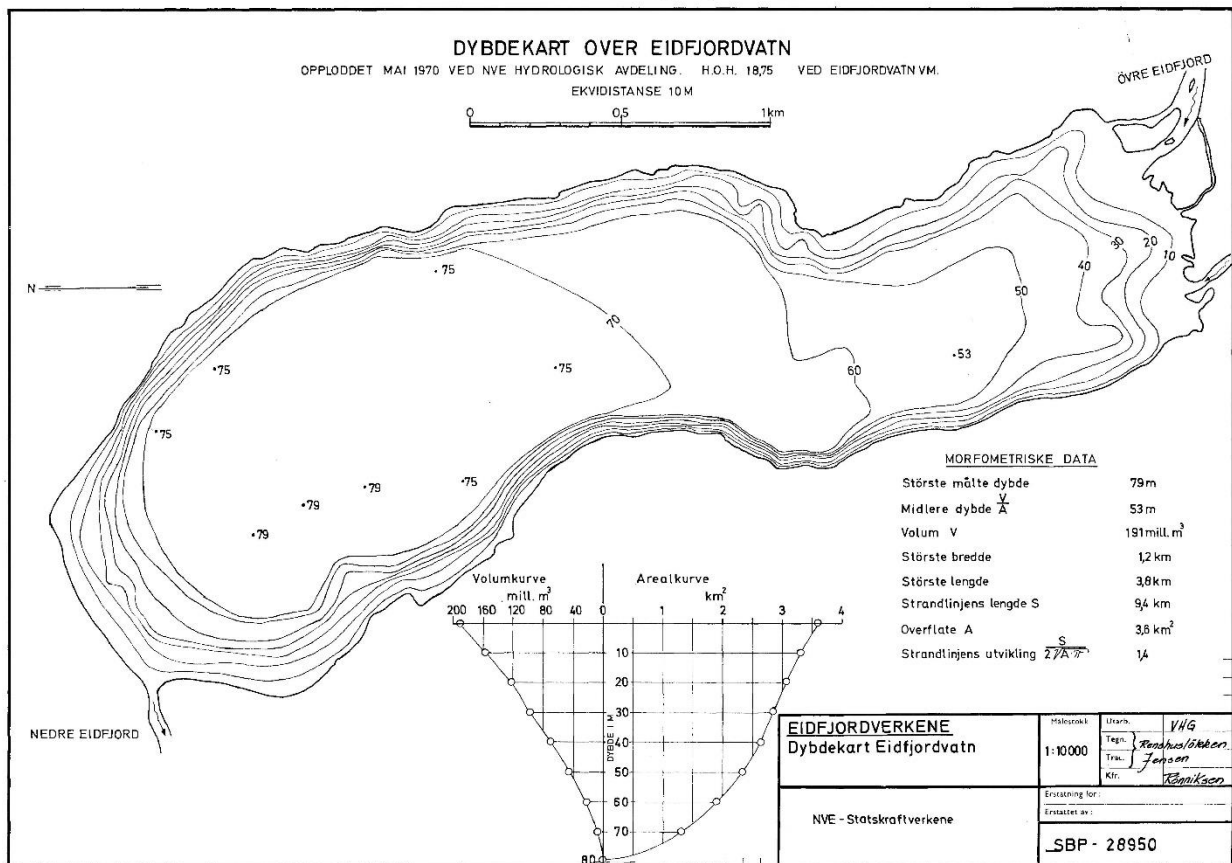 DYBDEKART OVER EIDFJORDVATN
OPPLODDET MAI 1970 VED NVE HYDROLOGISK AVDELING. H.O.H. 18,75 VED EIDFJORDVATN VM.
EKVIDISTANSE 10 M
0 0,5 1km
ÖVRE EIDFJORD
N
10
20
30
40
50
60
70
53
75
75
75
75
75
79
79
79
NEDRE EIDFJORD
MORFOMETRISKE DATA
Störste målte dybde 79 m
Midlere dybde V/A 53 m
Volum V 191 mill. m³
Störste bredde 1,2 km
Störste lengde 3,8 km
Strandlinjens lengde S 9,4 km
Overflate A 3,6 km²
Strandlinjens utvikling S/2√A·π 1,4
Volumkurve Arealkurve
mill. m³ km²
200 160 120 80 40 0 1 2 3 4
10
20
30
40
50
60
70
80
DYBDE I M
EIDFJORDVERKENE
Dybdekart Eidfjordvatn
NVE - Statskraftverkene
Målestokk
1:10000
Utarb. VHG
Tegn.
Trac. Jensen
Kfr.
Erstatning for:
Erstattet av:
SBP - 28950